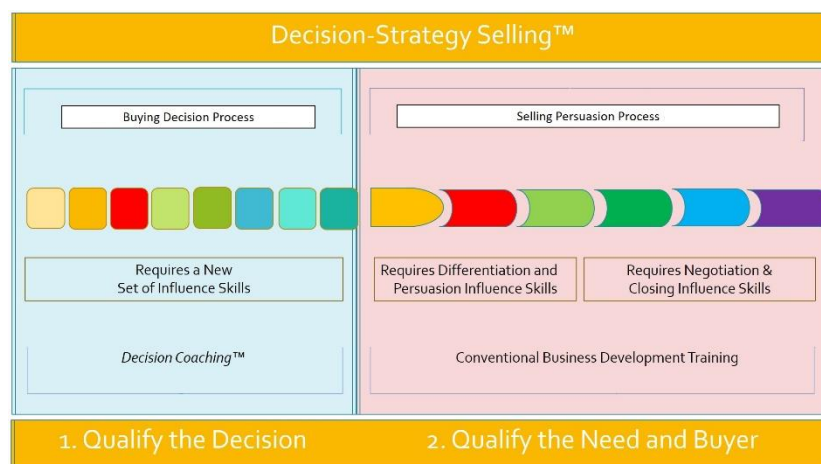 Decision-Strategy Selling™
Buying Decision Process
Selling Persuasion Process
Requires a New
Set of Influence Skills
Requires Differentiation and
Persuasion Influence Skills
Requires Negotiation &
Closing Influence Skills
Decision Coaching™
Conventional Business Development Training
1. Qualify the Decision
2. Qualify the Need and Buyer